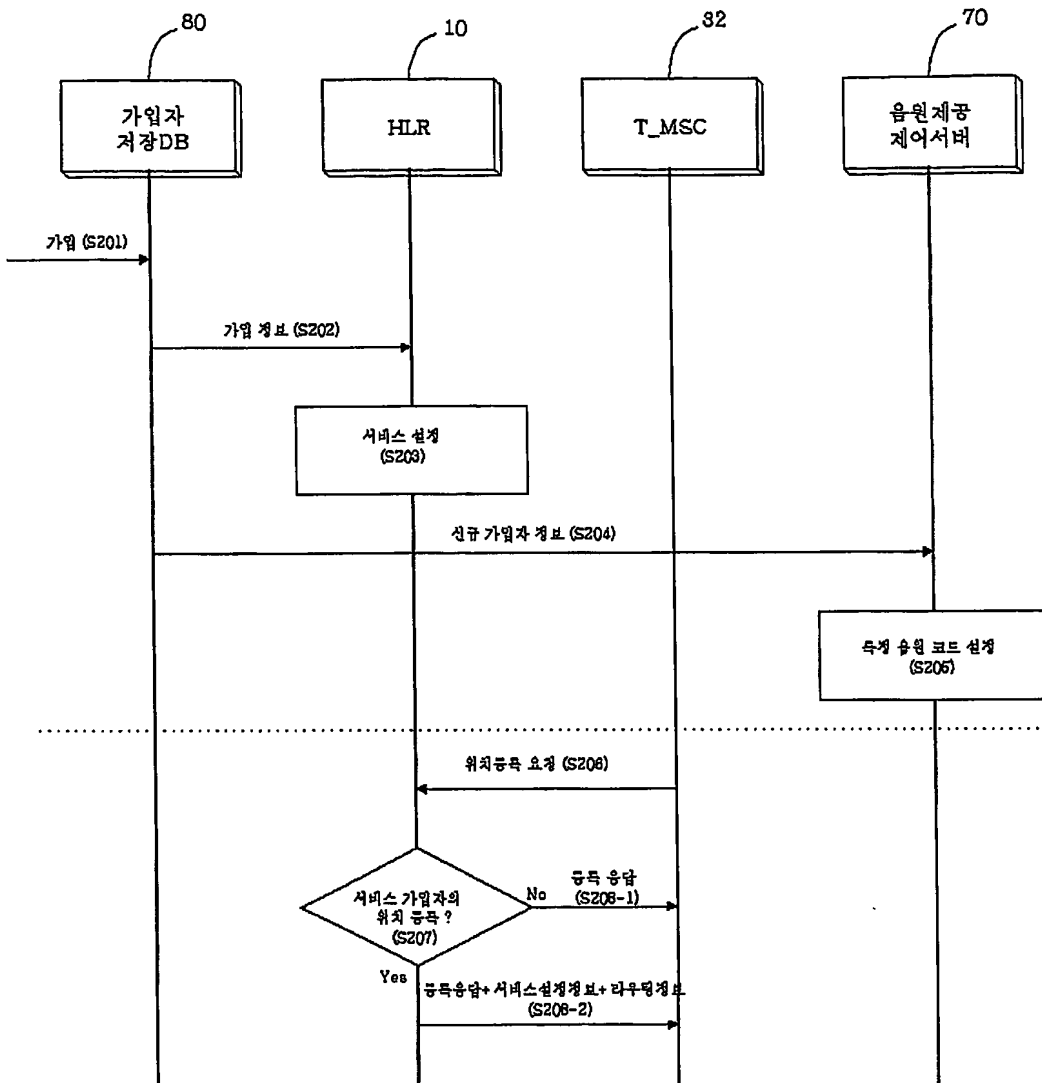 80
10
32
70
가입자
저장DB
HLR
T_MSC
음원제공
제어서버
가입 (S201)
가입 정보 (S202)
서비스 설정
(S203)
신규 가입자 정보 (S204)
특정 음원 코드 설정
(S205)
위치등록 요청 (S206)
서비스 가입자의
위치 등록 ?
(S207)
No
등록 응답
(S208-1)
Yes
등록응답+ 서비스설정정보+ 라우팅정보
(S208-2)